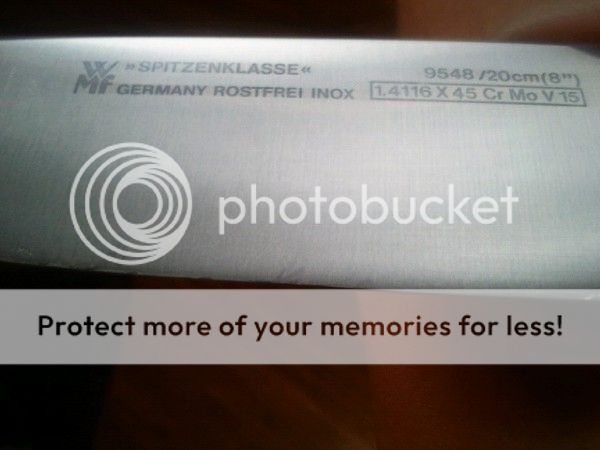 WMF »SPITZENKLASSE«
GERMANY ROSTFREI INOX
9548/20cm(8")
1.4116 X 45 Cr Mo V 15
photobucket
Protect more of your memories for less!